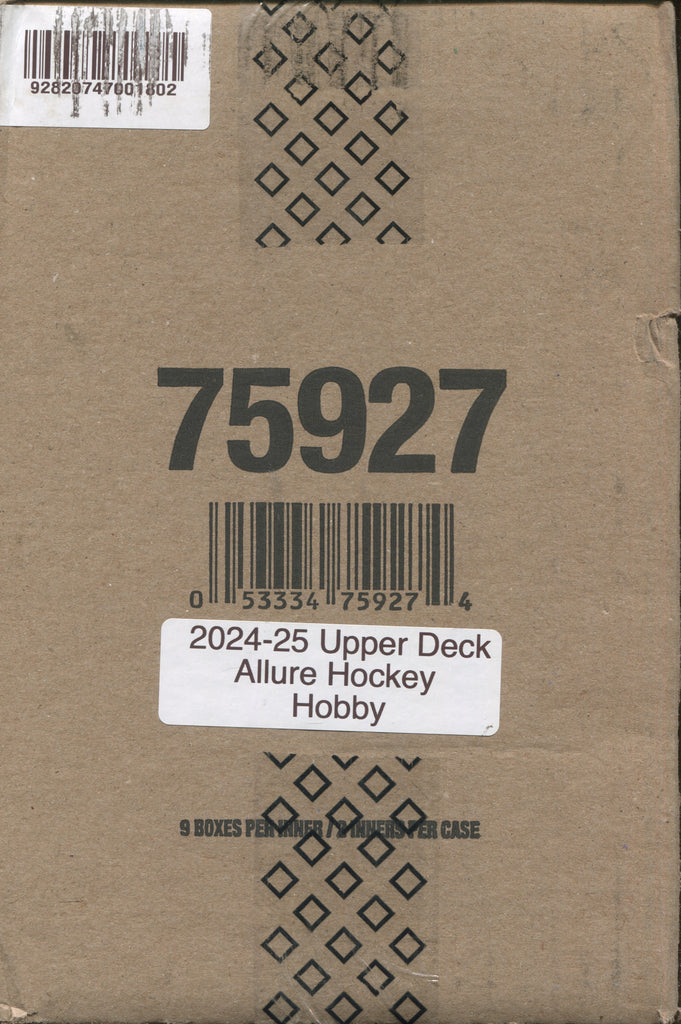 92820747001802
75927
0 53334 75927 4
2024-25 Upper Deck
Allure Hockey
Hobby
9 BOXES PER INNER / 2 INNERS PER CASE